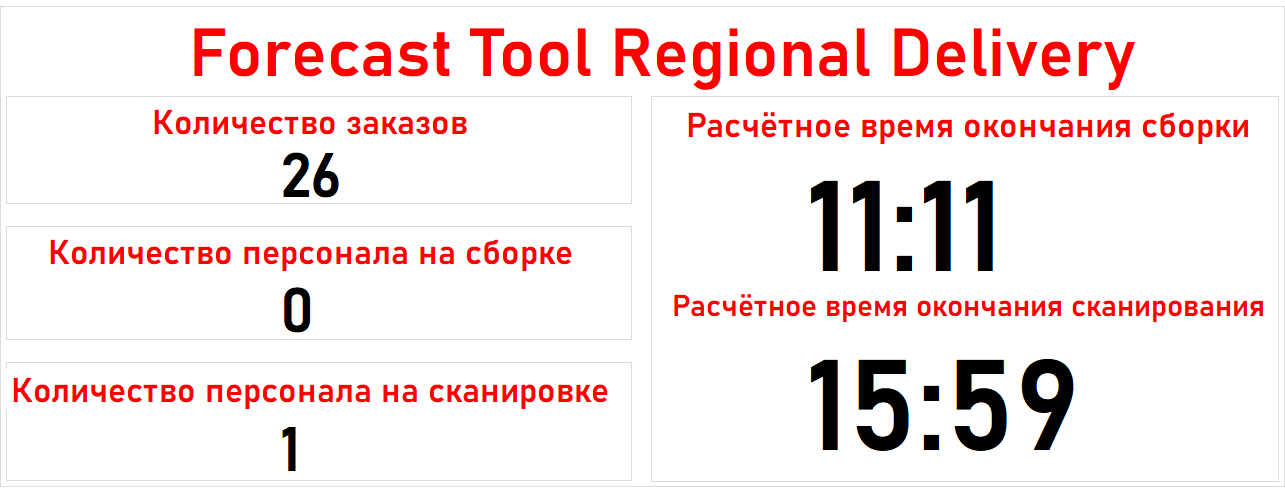 Forecast Tool Regional Delivery
Количество заказов
26
Количество персонала на сборке
0
Количество персонала на сканировке
1
Расчётное время окончания сборки
11:11
Расчётное время окончания сканирования
15:59